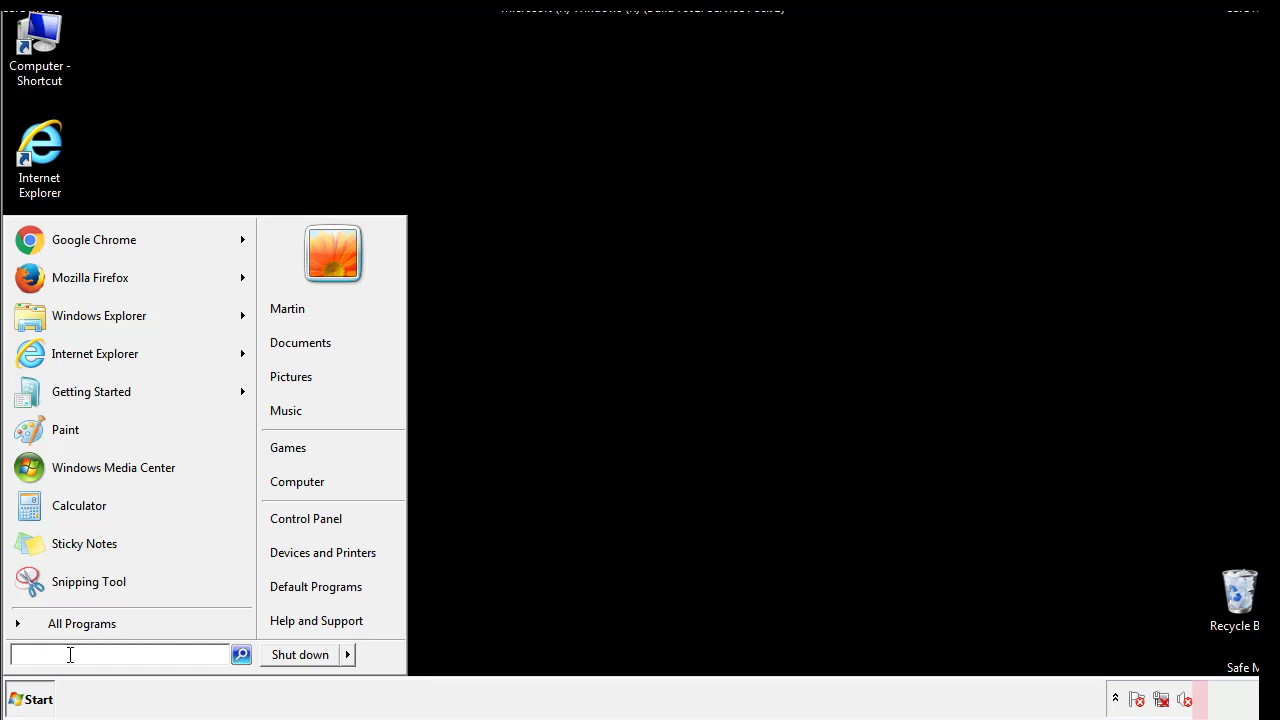 Computer -
Shortcut
Internet
Explorer
Google Chrome
Mozilla Firefox
Windows Explorer
Internet Explorer
Getting Started
Paint
Windows Media Center
Calculator
Sticky Notes
Snipping Tool
All Programs
Martin
Documents
Pictures
Music
Games
Computer
Control Panel
Devices and Printers
Default Programs
Help and Support
Shut down
Recycle B
Safe M
Start